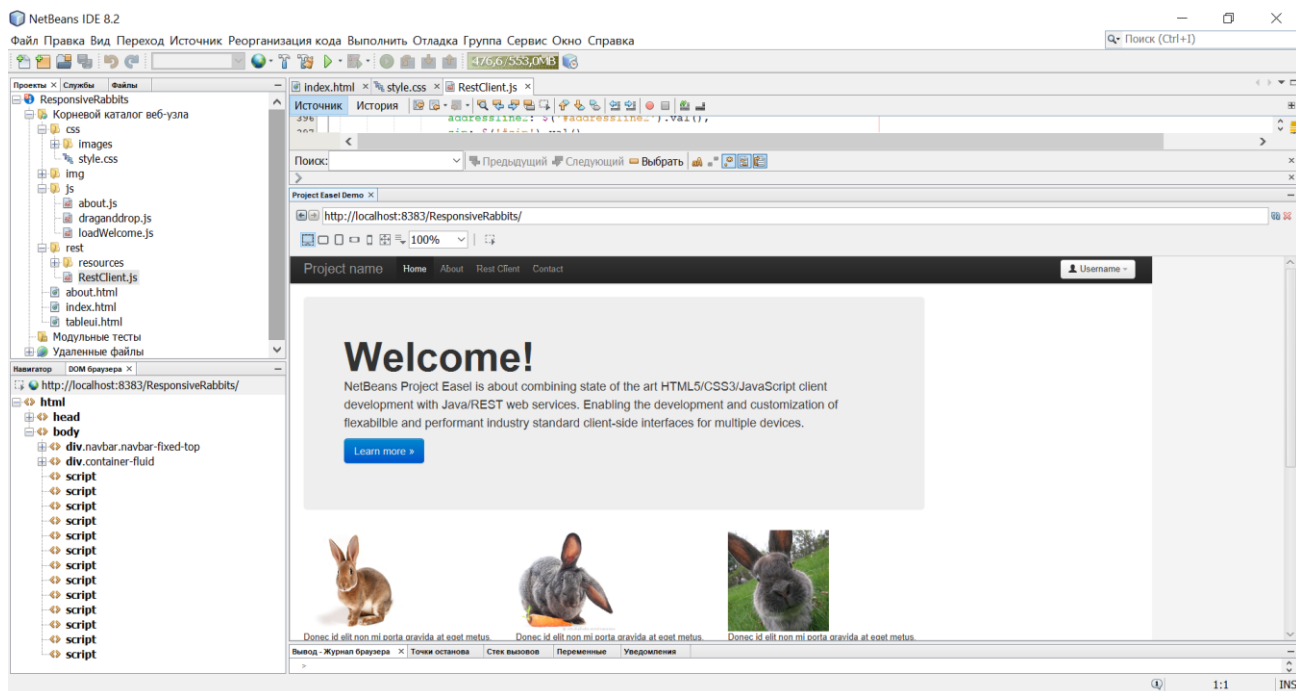 NetBeans IDE 8.2
Файл Правка Вид Переход Источник Реорганизация кода Выполнить Отладка Группа Сервис Окно Справка
Поиск (Ctrl+I)
476,6/553,0MB
Проекты Службы Файлы
ResponsiveRabbits
Корневой каталог веб-узла
css
images
style.css
img
js
about.js
draganddrop.js
loadWelcome.js
rest
resources
RestClient.js
about.html
index.html
tableui.html
Модульные тесты
Удаленные файлы
Навигатор DOM браузера
http://localhost:8383/ResponsiveRabbits/
html
head
body
div.navbar.navbar-fixed-top
div.container-fluid
script
script
script
script
script
script
script
script
script
script
script
script
script
index.html style.css RestClient.js
Источник История
396 addressline2: $('#addressline2').val(),
Поиск: Предыдущий Следующий Выбрать
Project Easel Demo
http://localhost:8383/ResponsiveRabbits/
100%
Project name Home About Rest Client Contact Username
Welcome!
NetBeans Project Easel is about combining state of the art HTML5/CSS3/JavaScript client
development with Java/REST web services. Enabling the development and customization of
flexabilble and performant industry standard client-side interfaces for multiple devices.
Learn more »
Donec id elit non mi porta gravida at eget metus. Donec id elit non mi porta gravida at eget metus. Donec id elit non mi porta gravida at eget metus.
Вывод - Журнал браузера Точки останова Стек вызовов Переменные Уведомления
>
1:1 INS